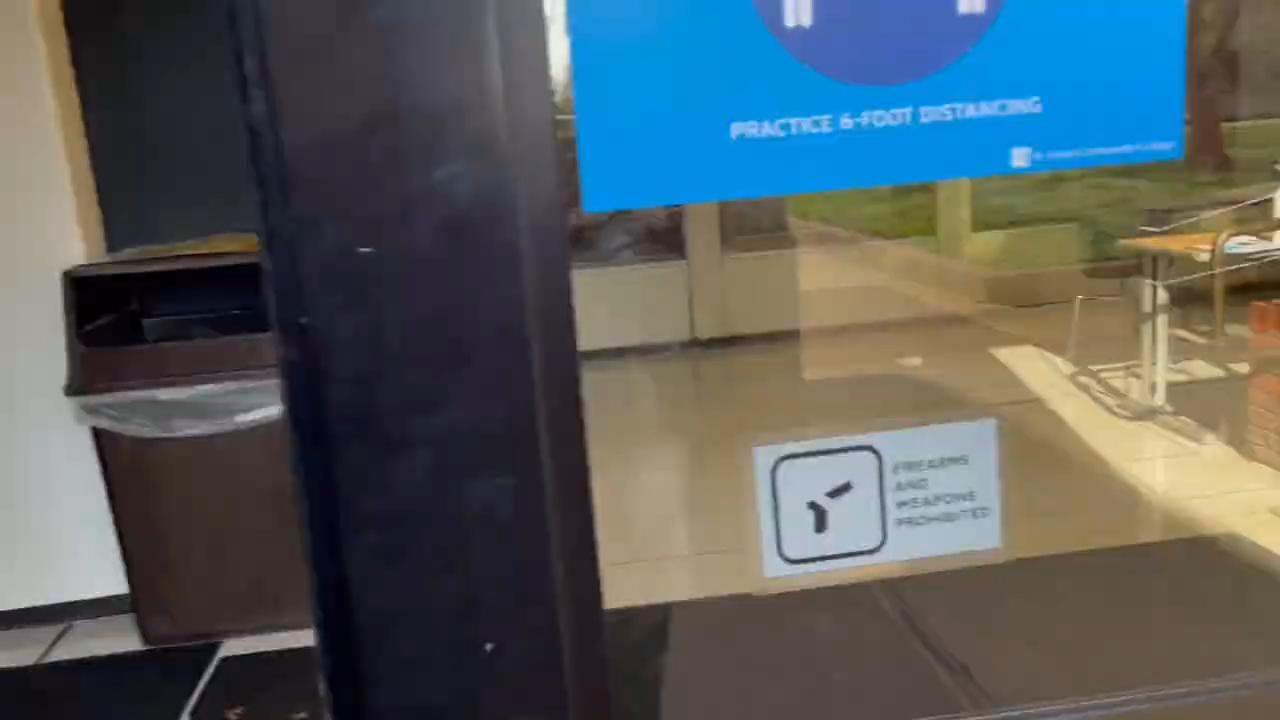 PRACTICE 6-FOOT DISTANCING
FIREARMS
AND
WEAPONS
PROHIBITED